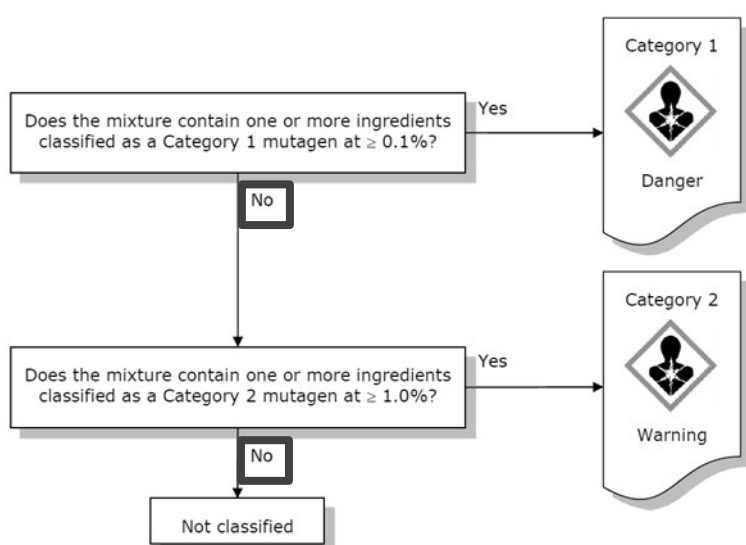 Category 1
Danger
Does the mixture contain one or more ingredients
classified as a Category 1 mutagen at ≥ 0.1%?
Yes
No
Category 2
Warning
Does the mixture contain one or more ingredients
classified as a Category 2 mutagen at ≥ 1.0%?
Yes
No
Not classified